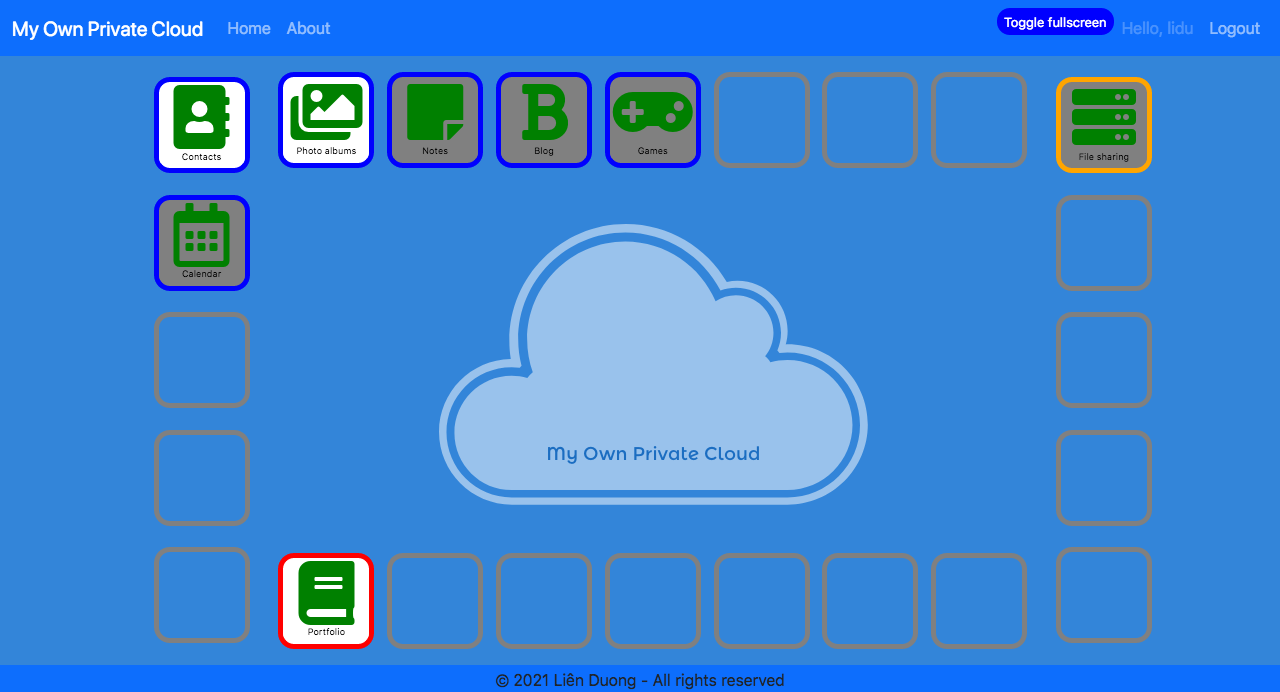 My Own Private Cloud Home About Toggle fullscreen Hello, lidu Logout
Contacts Photo albums Notes Blog Games File sharing
Calendar
My Own Private Cloud
Portfolio
© 2021 Liên Duong - All rights reserved